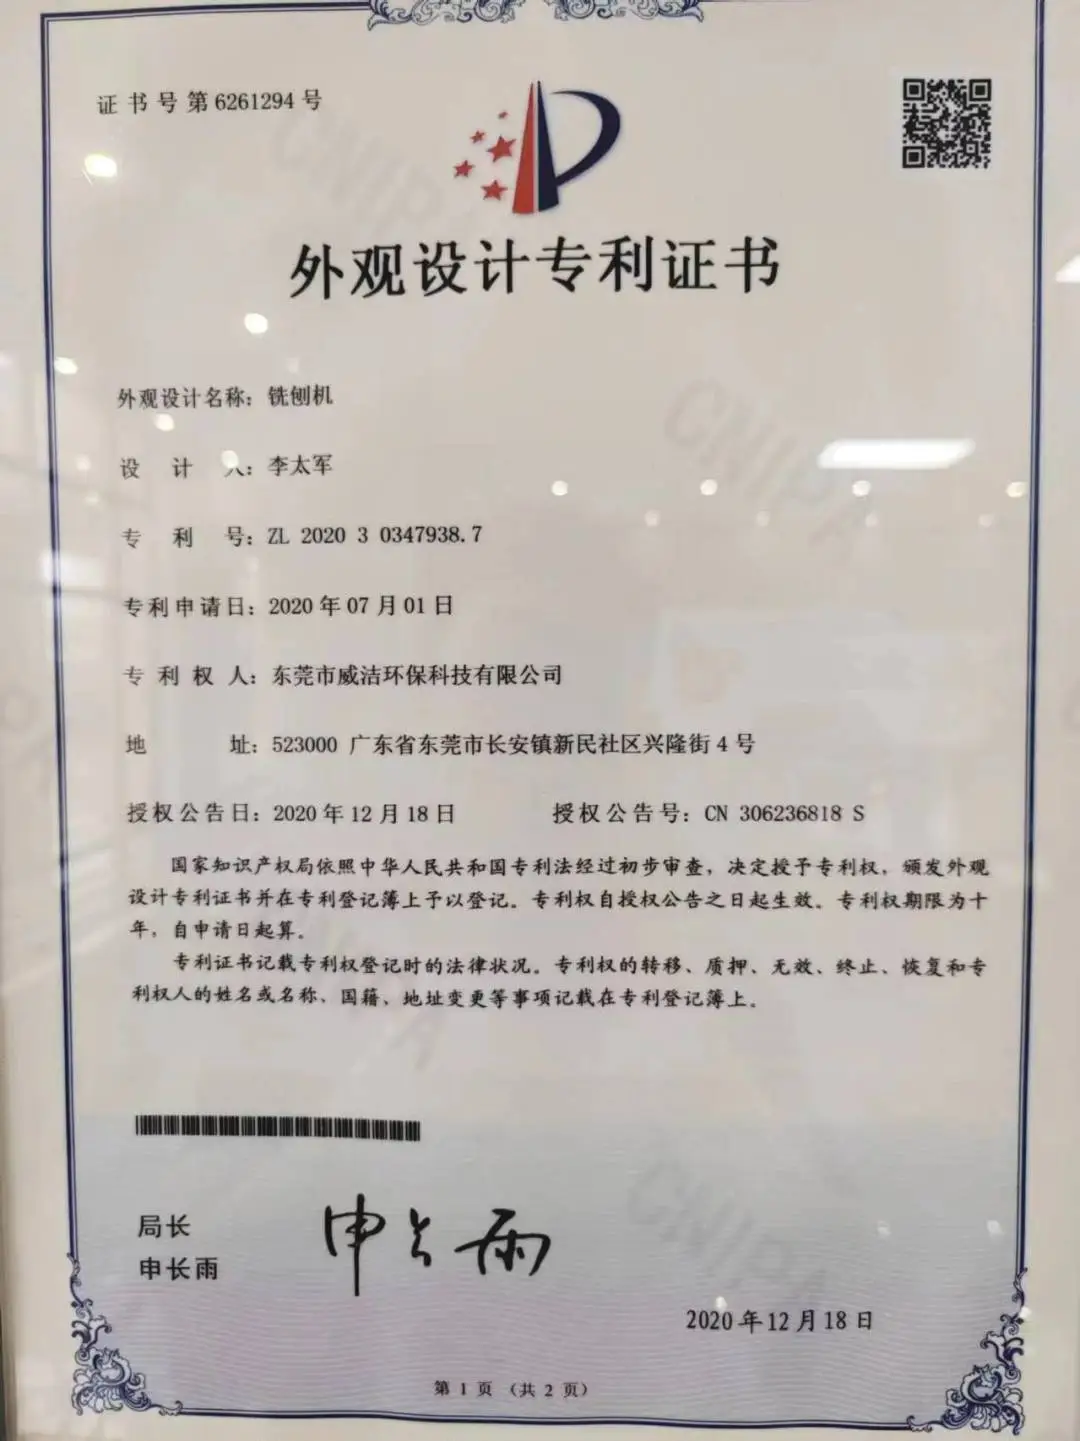 证书号第6261294号
外观设计专利证书
外观设计名称：铣刨机
设 计 人：李太军
专 利 号：ZL 2020 3 0347938.7
专利申请日：2020年07月01日
专 利 权 人：东莞市威洁环保科技有限公司
地 址：523000 广东省东莞市长安镇新民社区兴隆街4号
授权公告日：2020年12月18日 授权公告号：CN 306236818 S
国家知识产权局依照中华人民共和国专利法经过初步审查，决定授予专利权，颁发外观
设计专利证书并在专利登记簿上予以登记。专利权自授权公告之日起生效。专利权期限为十
年，自申请日起算。
专利证书记载专利权登记时的法律状况。专利权的转移、质押、无效、终止、恢复和专
利权人的姓名或名称、国籍、地址变更等事项记载在专利登记簿上。
局长
申长雨
申长雨
2020年12月18日
第 1 页 （共 2 页）
CNIPA
CNIPA
CNIPA